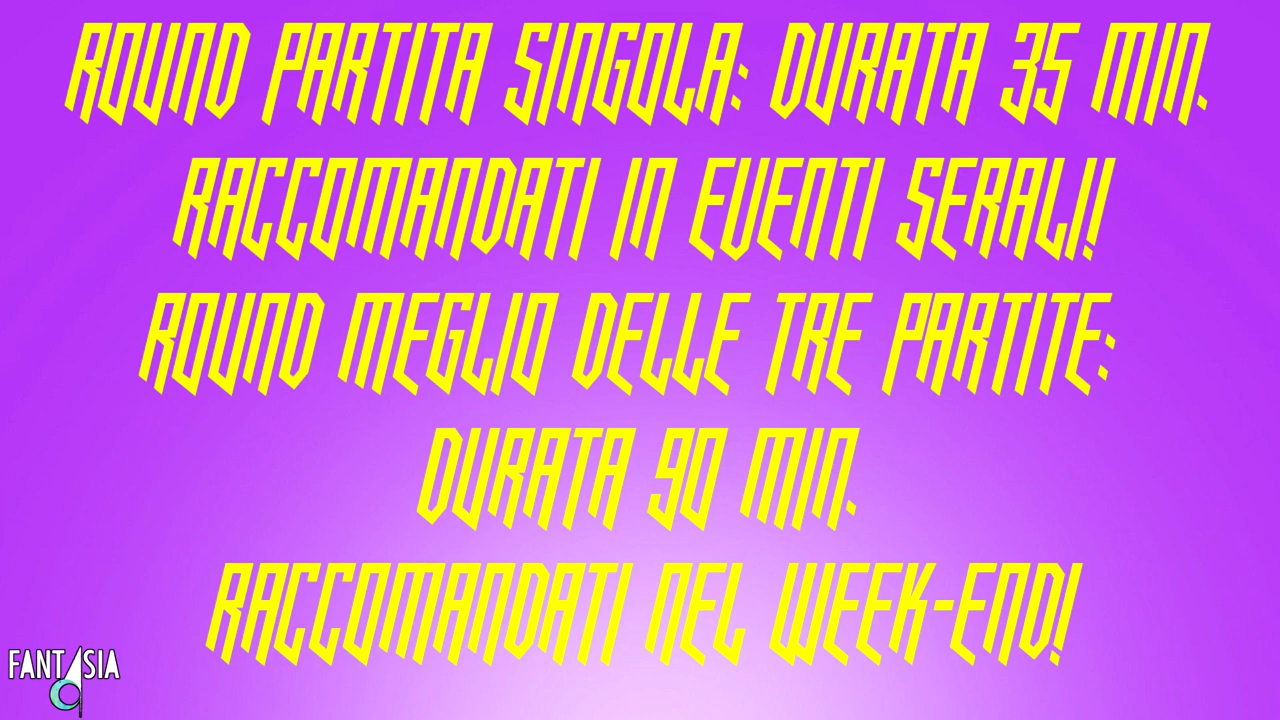 ROUND PARTITA SINGOLA: DURATA 35 MIN.
RACCOMANDATI IN EVENTI SERALI!
ROUND MEGLIO DELLE TRE PARTITE:
DURATA 90 MIN.
RACCOMANDATI NEL WEEK-END!
FANTASIA